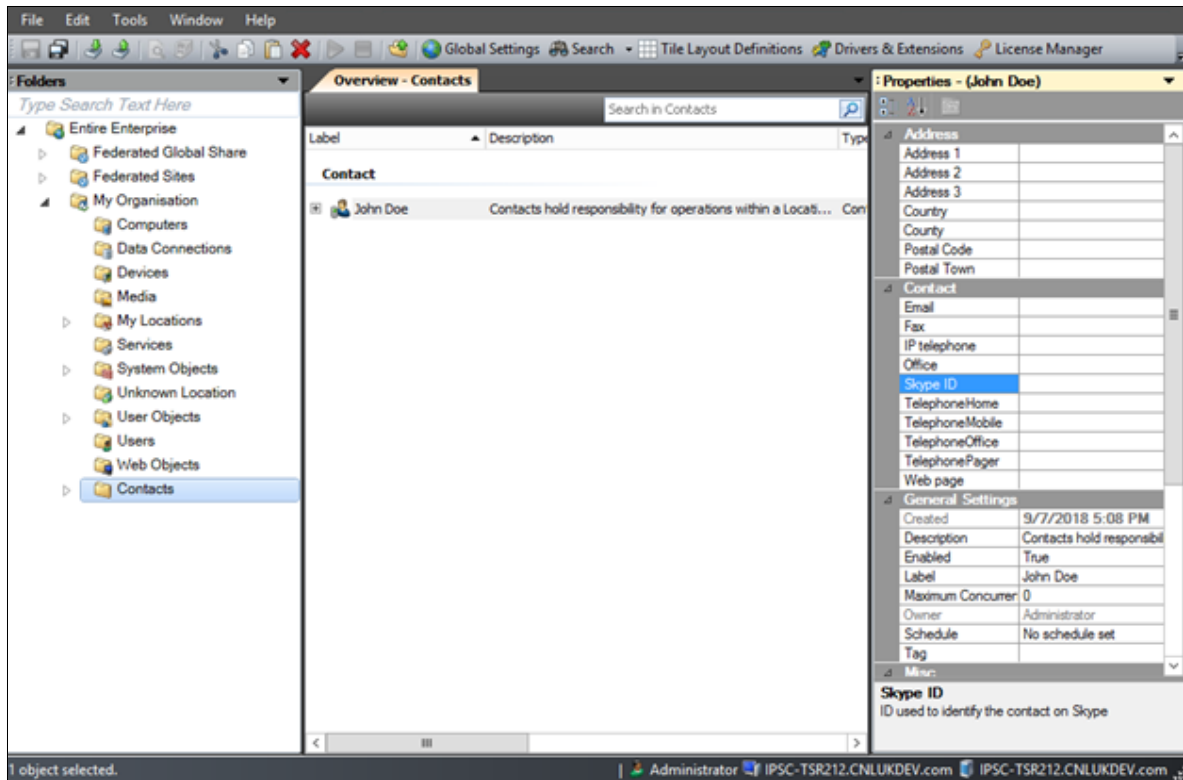 File Edit Tools Window Help
Global Settings Search Tile Layout Definitions Drivers & Extensions License Manager
Folders
Type Search Text Here
Entire Enterprise
Federated Global Share
Federated Sites
My Organisation
Computers
Data Connections
Devices
Media
My Locations
Services
System Objects
Unknown Location
User Objects
Users
Web Objects
Contacts
Overview - Contacts
Search in Contacts
Label Description Type
Contact
John Doe Contacts hold responsibility for operations within a Locati... Con
Properties - (John Doe)
Address
Address 1
Address 2
Address 3
Country
County
Postal Code
Postal Town
Contact
Email
Fax
IP telephone
Office
Skype ID
TelephoneHome
TelephoneMobile
TelephoneOffice
TelephonePager
Web page
General Settings
Created 9/7/2018 5:08 PM
Description Contacts hold responsibil
Enabled True
Label John Doe
Maximum Concurrer 0
Owner Administrator
Schedule No schedule set
Tag
Misc
Skype ID
ID used to identify the contact on Skype
1 object selected.
Administrator IPSC-TSR212.CNLUKDEV.com IPSC-TSR212.CNLUKDEV.com